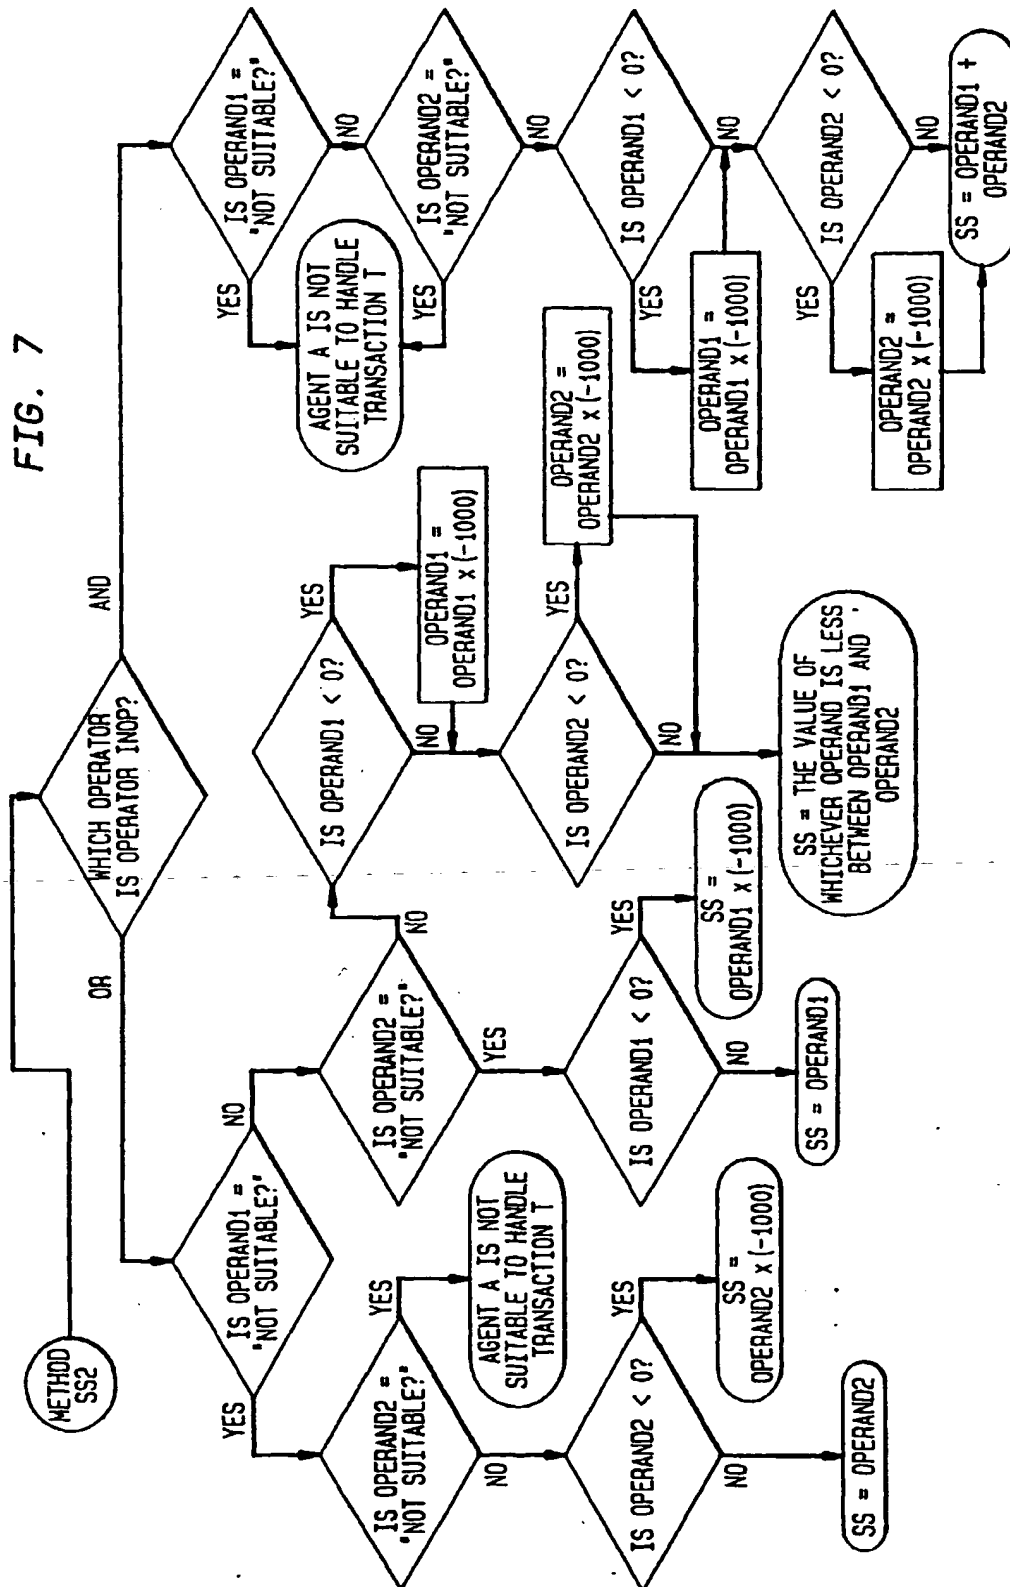 FIG. 7
METHOD
SS2
WHICH OPERATOR
IS OPERATOR INOP?
OR
AND
IS OPERAND1 =
"NOT SUITABLE?"
YES
NO
IS OPERAND2 =
"NOT SUITABLE?"
YES
NO
AGENT A IS NOT
SUITABLE TO HANDLE
TRANSACTION T
IS OPERAND2 < 0?
YES
NO
SS =
OPERAND2 x (-1000)
SS = OPERAND2
IS OPERAND2 =
"NOT SUITABLE?"
NO
YES
IS OPERAND1 < 0?
YES
NO
SS =
OPERAND1 x (-1000)
SS = OPERAND1
IS OPERAND1 < 0?
YES
NO
OPERAND1 =
OPERAND1 x (-1000)
IS OPERAND2 < 0?
YES
NO
OPERAND2 =
OPERAND2 x (-1000)
SS = THE VALUE OF
WHICHEVER OPERAND IS LESS
BETWEEN OPERAND1 AND
OPERAND2
IS OPERAND1 =
"NOT SUITABLE?"
YES
NO
AGENT A IS NOT
SUITABLE TO HANDLE
TRANSACTION T
IS OPERAND2 =
"NOT SUITABLE?"
YES
NO
IS OPERAND1 < 0?
YES
NO
OPERAND1 =
OPERAND1 x (-1000)
IS OPERAND2 < 0?
YES
NO
OPERAND2 =
OPERAND2 x (-1000)
SS = OPERAND1 +
OPERAND2